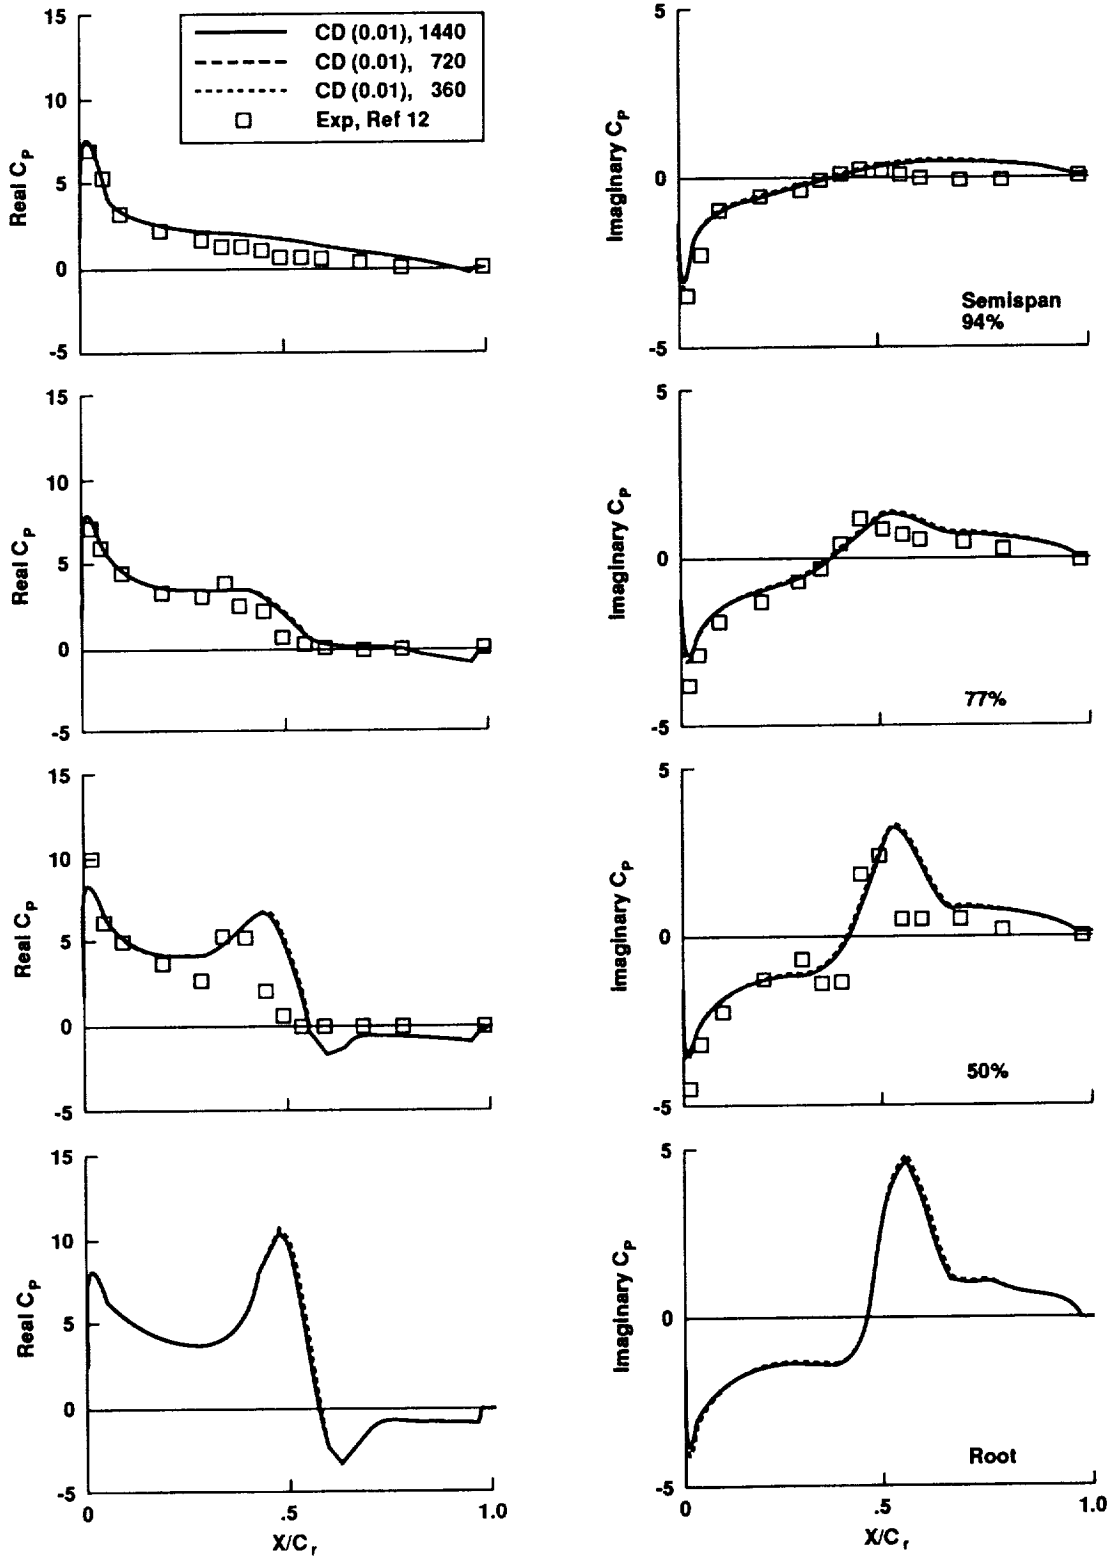 15
10
5
0
-5
Real C_P
CD (0.01), 1440
CD (0.01), 720
CD (0.01), 360
Exp, Ref 12
5
0
-5
Imaginary C_P
Semispan
94%
15
10
5
0
-5
Real C_P
5
0
-5
Imaginary C_P
77%
15
10
5
0
-5
Real C_P
5
0
-5
Imaginary C_P
50%
15
10
5
0
-5
Real C_P
0
.5
1.0
X/C_r
5
0
-5
Imaginary C_P
Root
0
.5
1.0
X/C_r